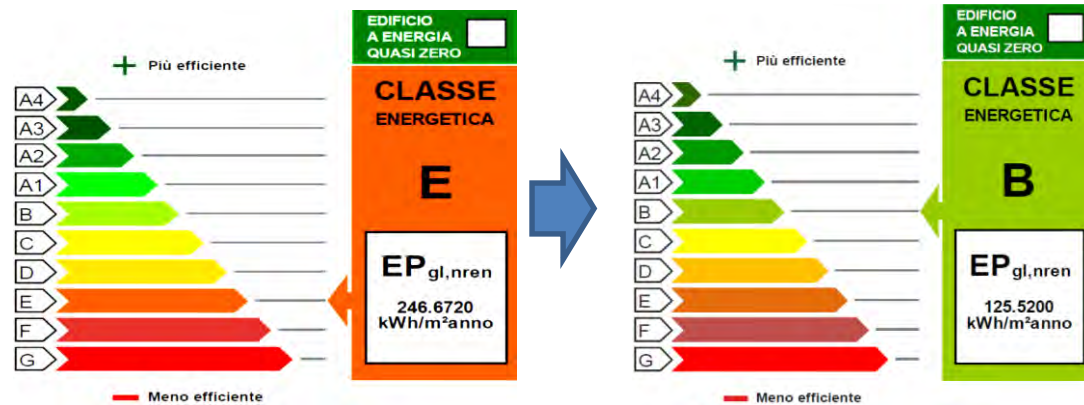 EDIFICIO
A ENERGIA
QUASI ZERO
+ Più efficiente
CLASSE
ENERGETICA
E
A4
A3
A2
A1
B
C
D
E
F
G
EPgl,nren
246.6720
kWh/m²anno
Meno efficiente
EDIFICIO
A ENERGIA
QUASI ZERO
+ Più efficiente
CLASSE
ENERGETICA
B
A4
A3
A2
A1
B
C
D
E
F
G
EPgl,nren
125.5200
kWh/m²anno
Meno efficiente